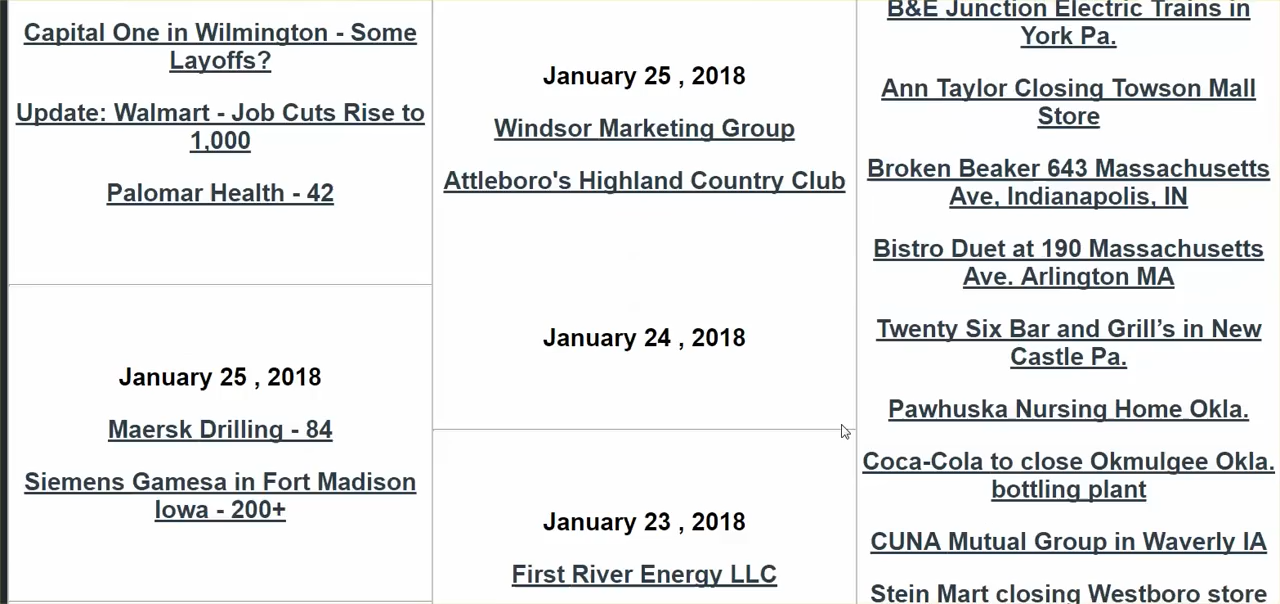 Capital One in Wilmington - Some
Layoffs?
Update: Walmart - Job Cuts Rise to
1,000
Palomar Health - 42
January 25 , 2018
Maersk Drilling - 84
Siemens Gamesa in Fort Madison
Iowa - 200+
January 25 , 2018
Windsor Marketing Group
Attleboro's Highland Country Club
January 24 , 2018
January 23 , 2018
First River Energy LLC
B&E Junction Electric Trains in
York Pa.
Ann Taylor Closing Towson Mall
Store
Broken Beaker 643 Massachusetts
Ave, Indianapolis, IN
Bistro Duet at 190 Massachusetts
Ave. Arlington MA
Twenty Six Bar and Grill’s in New
Castle Pa.
Pawhuska Nursing Home Okla.
Coca-Cola to close Okmulgee Okla.
bottling plant
CUNA Mutual Group in Waverly IA
Stein Mart closing Westboro store